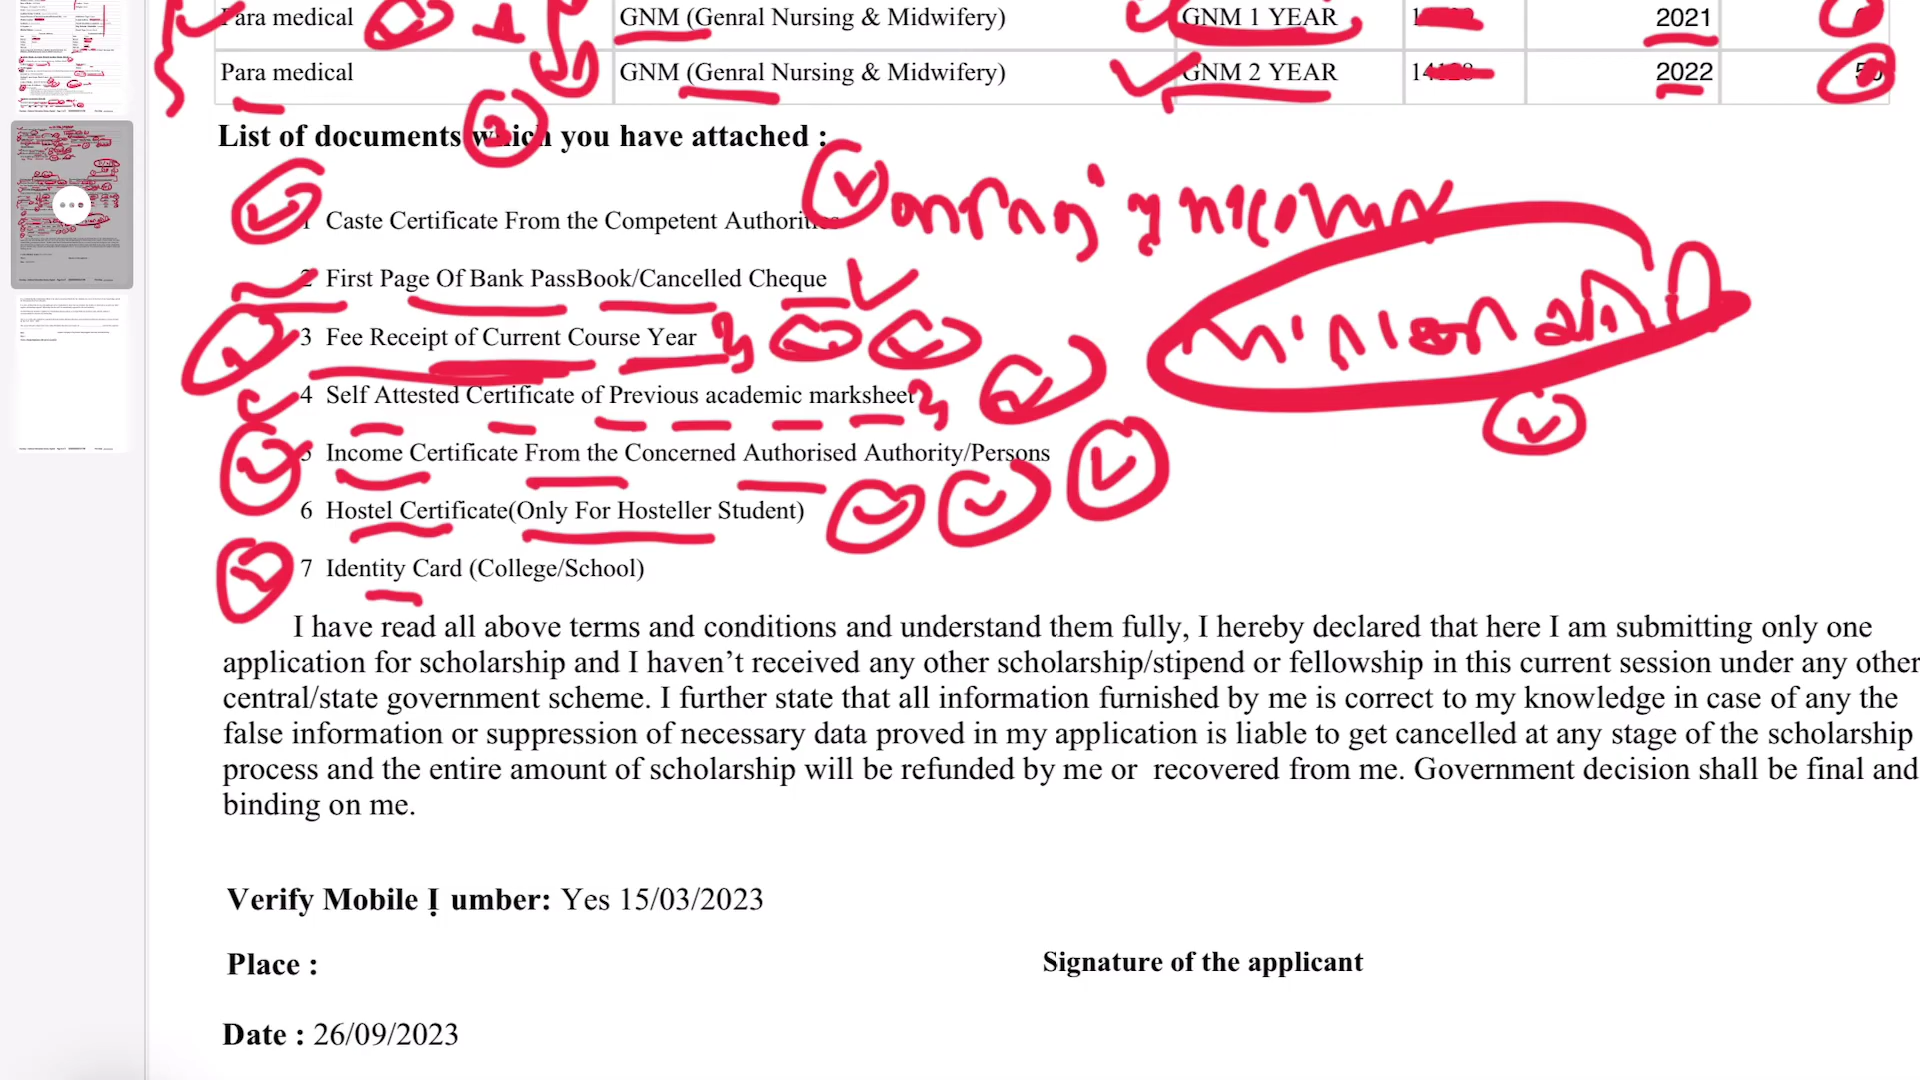 Para medical GNM (Genral Nursing & Midwifery) GNM 1 YEAR 2021
Para medical GNM (Genral Nursing & Midwifery) GNM 2 YEAR 2022
List of documents which you have attached :
1 Caste Certificate From the Competent Authorities
2 First Page Of Bank PassBook/Cancelled Cheque
3 Fee Receipt of Current Course Year
4 Self Attested Certificate of Previous academic marksheet
5 Income Certificate From the Concerned Authorised Authority/Persons
6 Hostel Certificate(Only For Hosteller Student)
7 Identity Card (College/School)
I have read all above terms and conditions and understand them fully, I hereby declared that here I am submitting only one
application for scholarship and I haven’t received any other scholarship/stipend or fellowship in this current session under any other
central/state government scheme. I further state that all information furnished by me is correct to my knowledge in case of any the
false information or suppression of necessary data proved in my application is liable to get cancelled at any stage of the scholarship
process and the entire amount of scholarship will be refunded by me or recovered from me. Government decision shall be final and
binding on me.
Verify Mobile Ị umber: Yes 15/03/2023
Place :
Signature of the applicant
Date : 26/09/2023